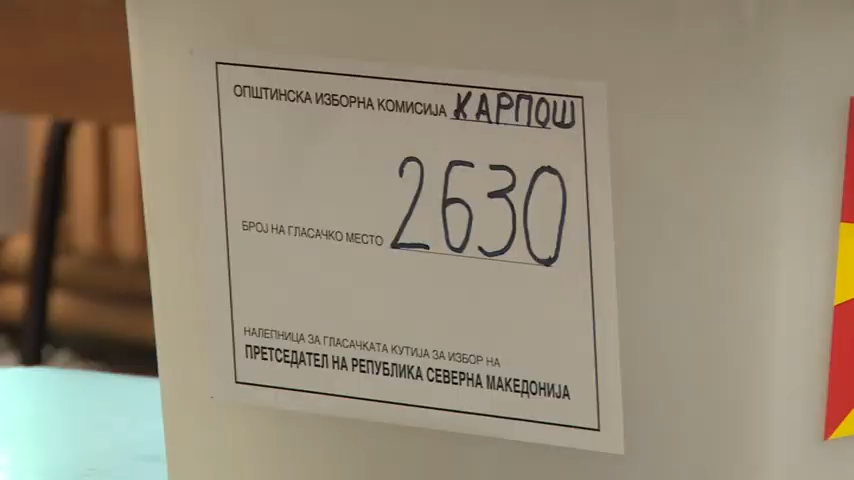 ОПШТИНСКА ИЗБОРНА КОМИСИЈА КАРПОШ
БРОЈ НА ГЛАСАЧКО МЕСТО 2630
НАЛЕПНИЦА ЗА ГЛАСАЧКАТА КУТИЈА ЗА ИЗБОР НА
ПРЕТСЕДАТЕЛ НА РЕПУБЛИКА СЕВЕРНА МАКЕДОНИЈА